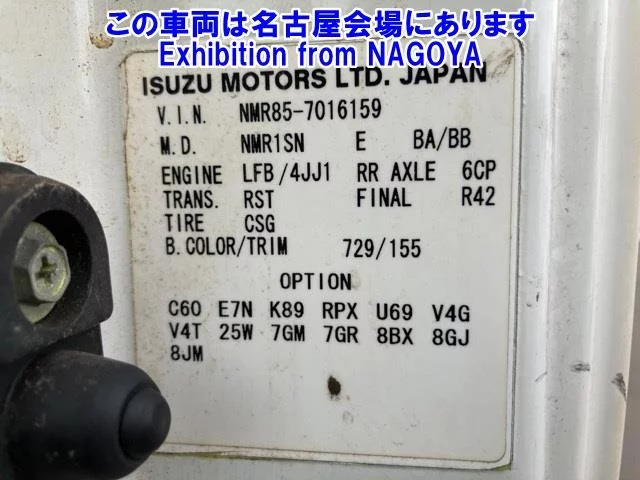 この車両は名古屋会場にあります
Exhibition from NAGOYA
ISUZU MOTORS LTD. JAPAN
V.I.N. NMR85-7016159
M.D. NMR1SN E BA/BB
ENGINE LFB/4JJ1 RR AXLE 6CP
TRANS. RST FINAL R42
TIRE CSG
B.COLOR/TRIM 729/155
OPTION
C60 E7N K89 RPX U69 V4G
V4T 25W 7GM 7GR 8BX 8GJ
8JM